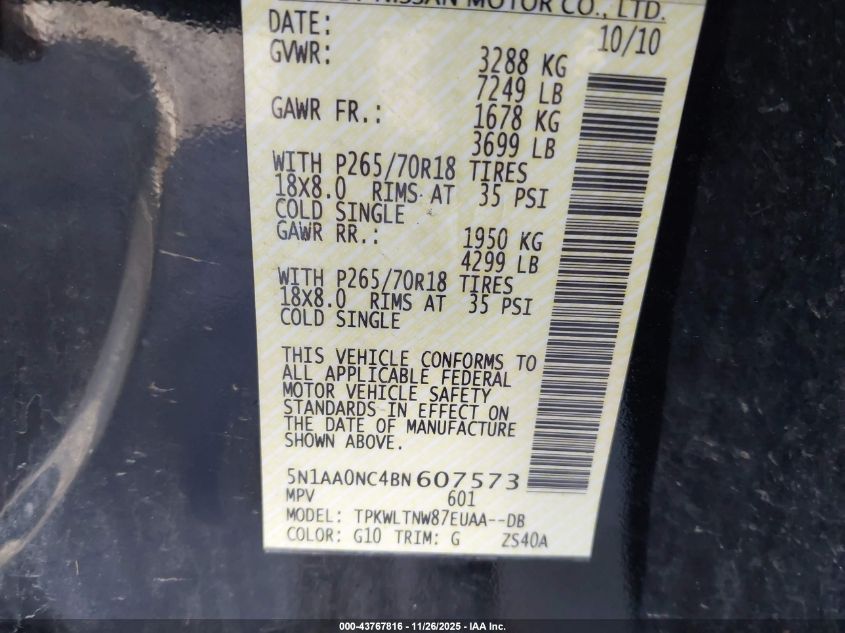 NISSAN MOTOR CO., LTD.
DATE: 10/10
GVWR: 3288 KG
7249 LB
GAWR FR.: 1678 KG
3699 LB
WITH P265/70R18 TIRES
18X8.0 RIMS AT 35 PSI
COLD SINGLE
GAWR RR.: 1950 KG
4299 LB
WITH P265/70R18 TIRES
18X8.0 RIMS AT 35 PSI
COLD SINGLE
THIS VEHICLE CONFORMS TO
ALL APPLICABLE FEDERAL
MOTOR VEHICLE SAFETY
STANDARDS IN EFFECT ON
THE DATE OF MANUFACTURE
SHOWN ABOVE.
5N1AA0NC4BN607573
MPV 601
MODEL: TPKWLTNW87EUAA--DB
COLOR: G10 TRIM: G ZS40A
000-43767816 - 11/26/2025 - IAA Inc.